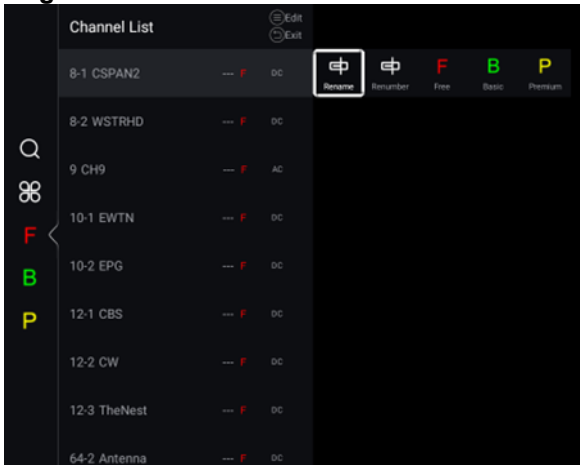 Channel List
Edit
Exit
8-1 CSPAN2 --- F DC
Rename Renumber F Free B Basic P Premium
8-2 WSTRHD --- F DC
9 CH9 --- F AC
10-1 EWTN --- F DC
F
10-2 EPG --- F DC
B
12-1 CBS --- F DC
P
12-2 CW --- F DC
12-3 TheNest --- F DC
64-2 Antenna --- F DC